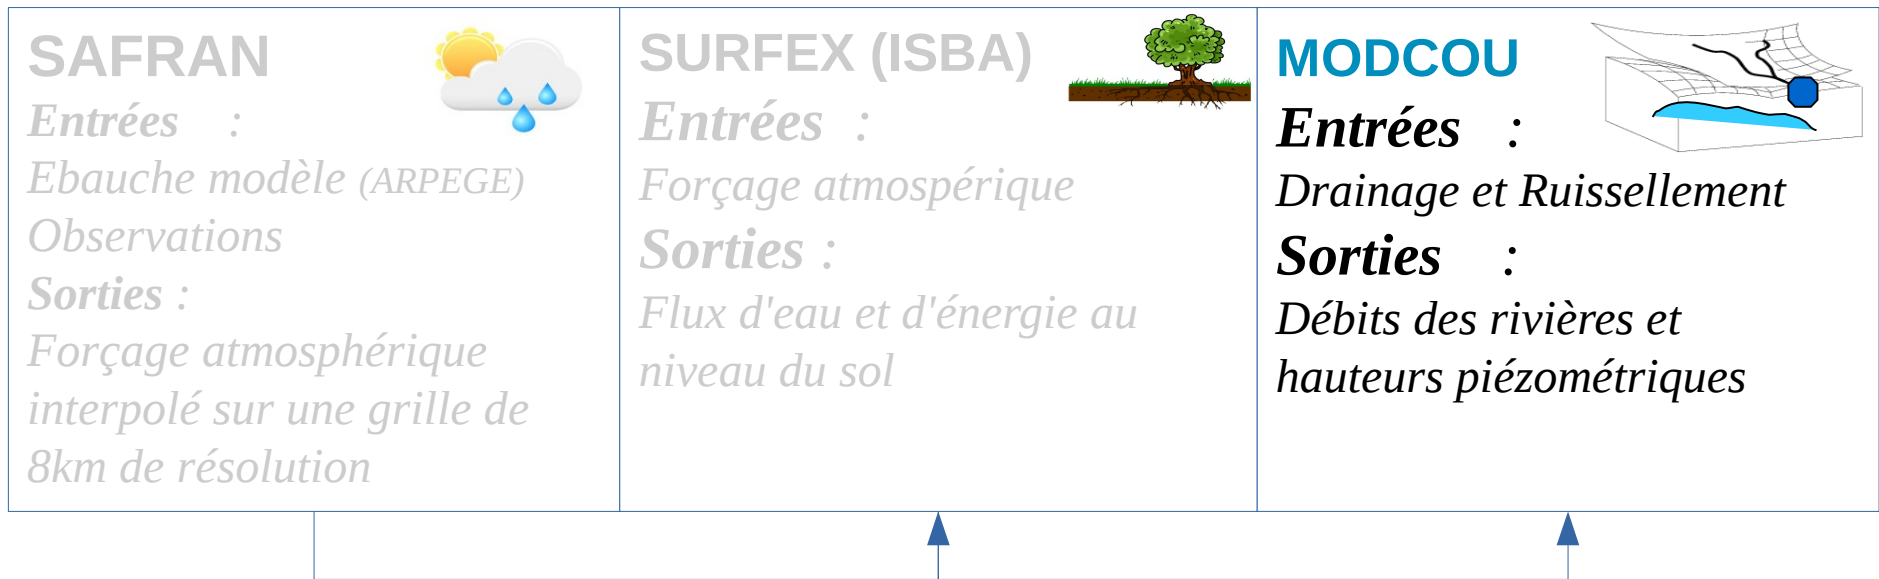 SAFRAN
Entrées :
Ebauche modèle (ARPEGE)
Observations
Sorties :
Forçage atmosphérique
interpolé sur une grille de
8km de résolution
SURFEX (ISBA)
Entrées :
Forçage atmospérique
Sorties :
Flux d'eau et d'énergie au
niveau du sol
MODCOU
Entrées :
Drainage et Ruissellement
Sorties :
Débits des rivières et
hauteurs piézométriques